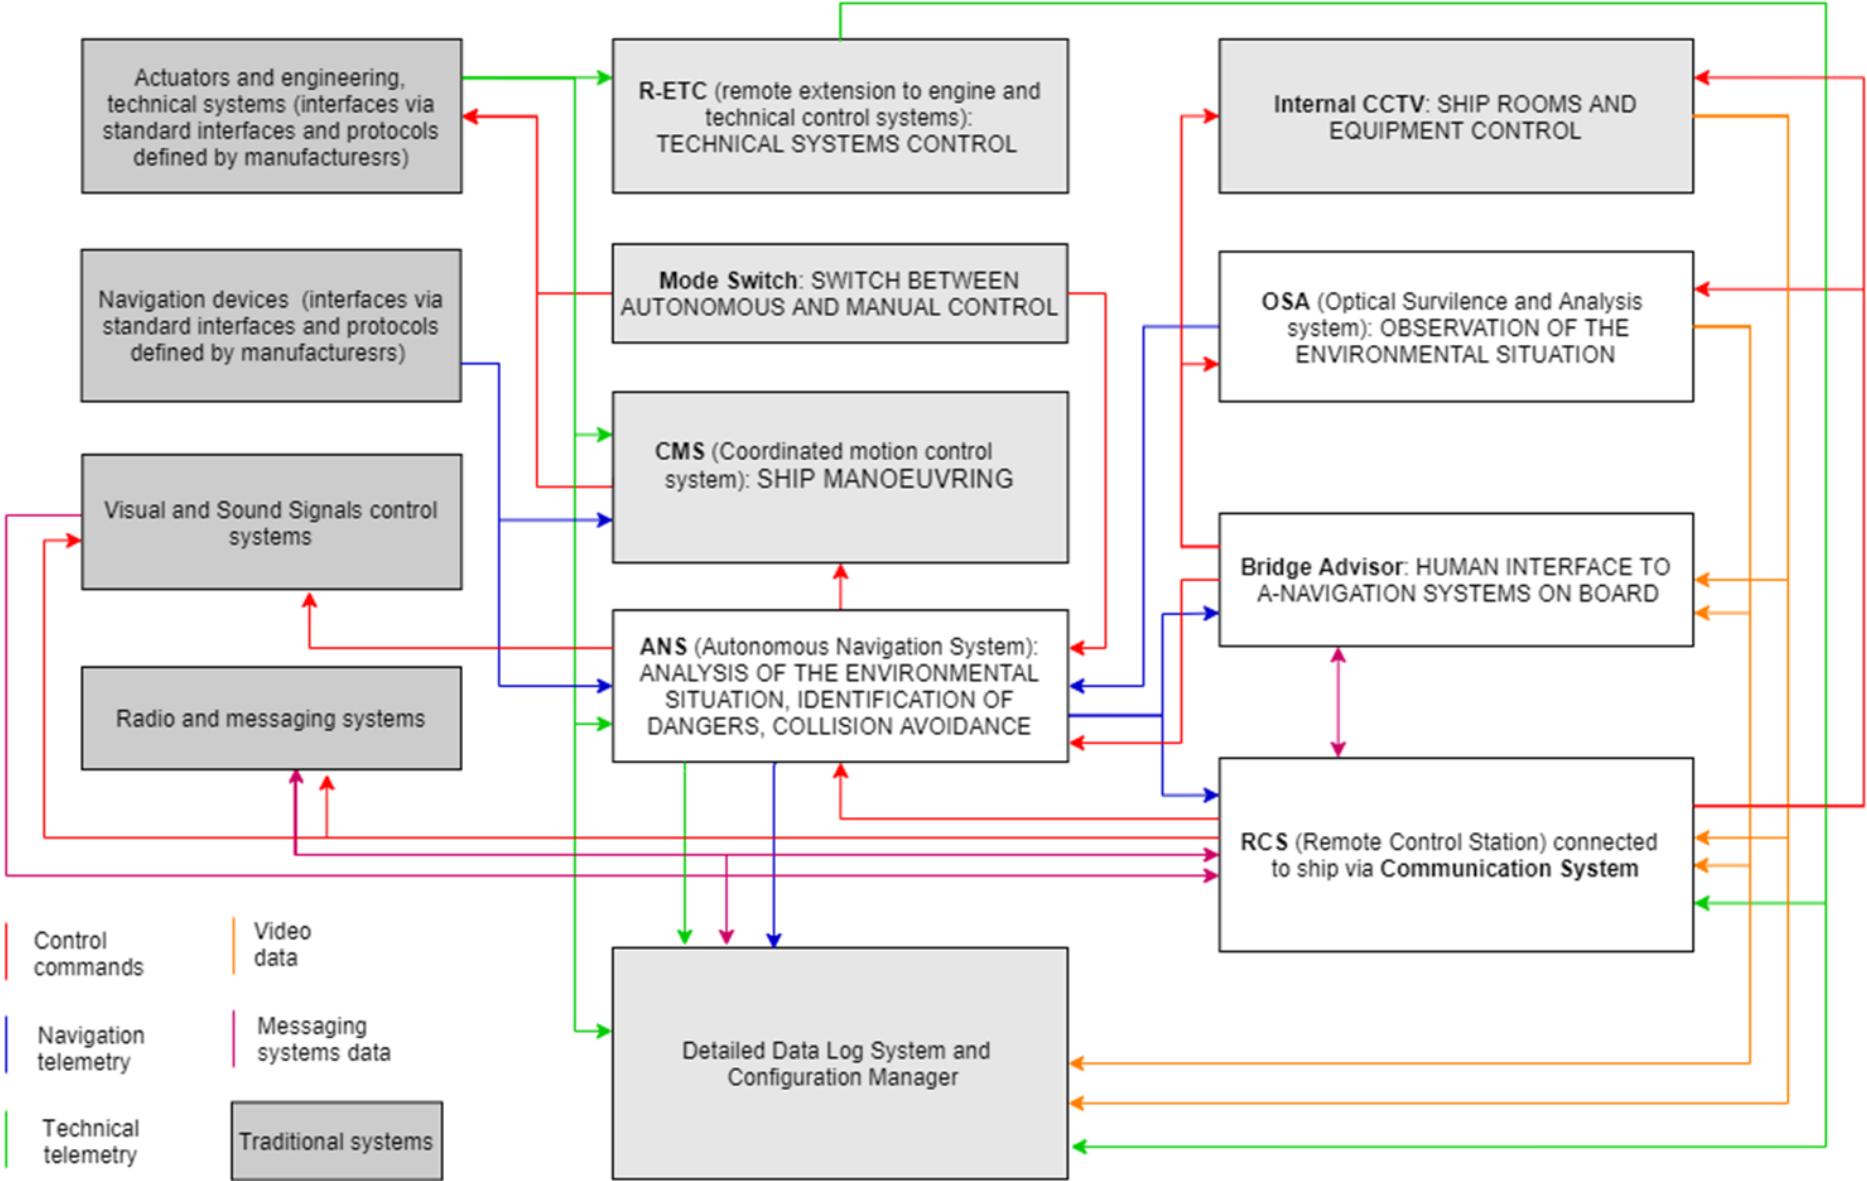 Actuators and engineering,
technical systems (interfaces via
standard interfaces and protocols
defined by manufacturesrs)
R-ETC (remote extension to engine and
technical control systems):
TECHNICAL SYSTEMS CONTROL
Internal CCTV: SHIP ROOMS AND
EQUIPMENT CONTROL
Navigation devices (interfaces via
standard interfaces and protocols
defined by manufacturesrs)
Mode Switch: SWITCH BETWEEN
AUTONOMOUS AND MANUAL CONTROL
OSA (Optical Survilence and Analysis
system): OBSERVATION OF THE
ENVIRONMENTAL SITUATION
CMS (Coordinated motion control
system): SHIP MANOEUVRING
Visual and Sound Signals control
systems
Bridge Advisor: HUMAN INTERFACE TO
A-NAVIGATION SYSTEMS ON BOARD
ANS (Autonomous Navigation System):
ANALYSIS OF THE ENVIRONMENTAL
SITUATION, IDENTIFICATION OF
DANGERS, COLLISION AVOIDANCE
Radio and messaging systems
RCS (Remote Control Station) connected
to ship via Communication System
Detailed Data Log System and
Configuration Manager
Control
commands
Video
data
Navigation
telemetry
Messaging
systems data
Technical
telemetry
Traditional systems